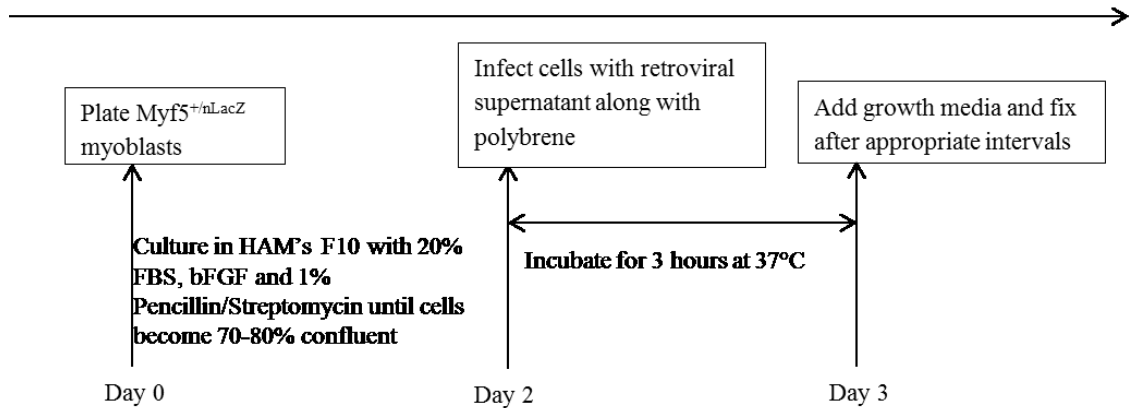 Plate Myf5+/nLacZ
myoblasts
Infect cells with retroviral
supernatant along with
polybrene
Add growth media and fix
after appropriate intervals
Culture in HAM's F10 with 20%
FBS, bFGF and 1%
Pencillin/Streptomycin until cells
become 70-80% confluent
Incubate for 3 hours at 37°C
Day 0
Day 2
Day 3